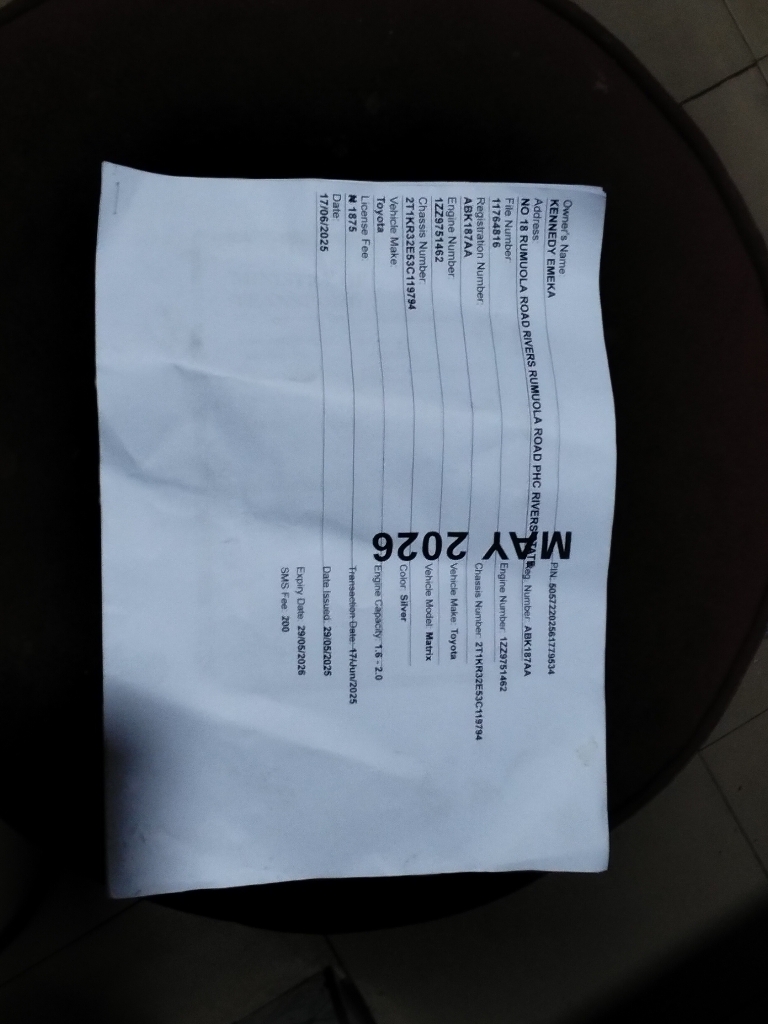 Owner's Name
KENNEDY EMEKA
Address:
NO 18 RUMUOLA ROAD RIVERS RUMUOLA ROAD PHC RIVERS STATE
File Number
11764816
Registration Number:
ABK187AA
Engine Number
1ZZ9751462
Chassis Number:
2T1KR32E53C119794
Vehicle Make:
Toyota
License Fee:
₦ 1875
Date:
17/06/2025
MAY 2026
PIN: 50572202561779534
Reg. Number: ABK187AA
Engine Number: 1ZZ9751462
Chassis Number: 2T1KR32E53C119794
Vehicle Make: Toyota
Vehicle Model: Matrix
Color: Silver
Engine Capacity: 1.6 - 2.0
Transaction Date: 17/Jun/2025
Date Issued: 29/05/2025
Expiry Date: 29/05/2026
SMS Fee: 200